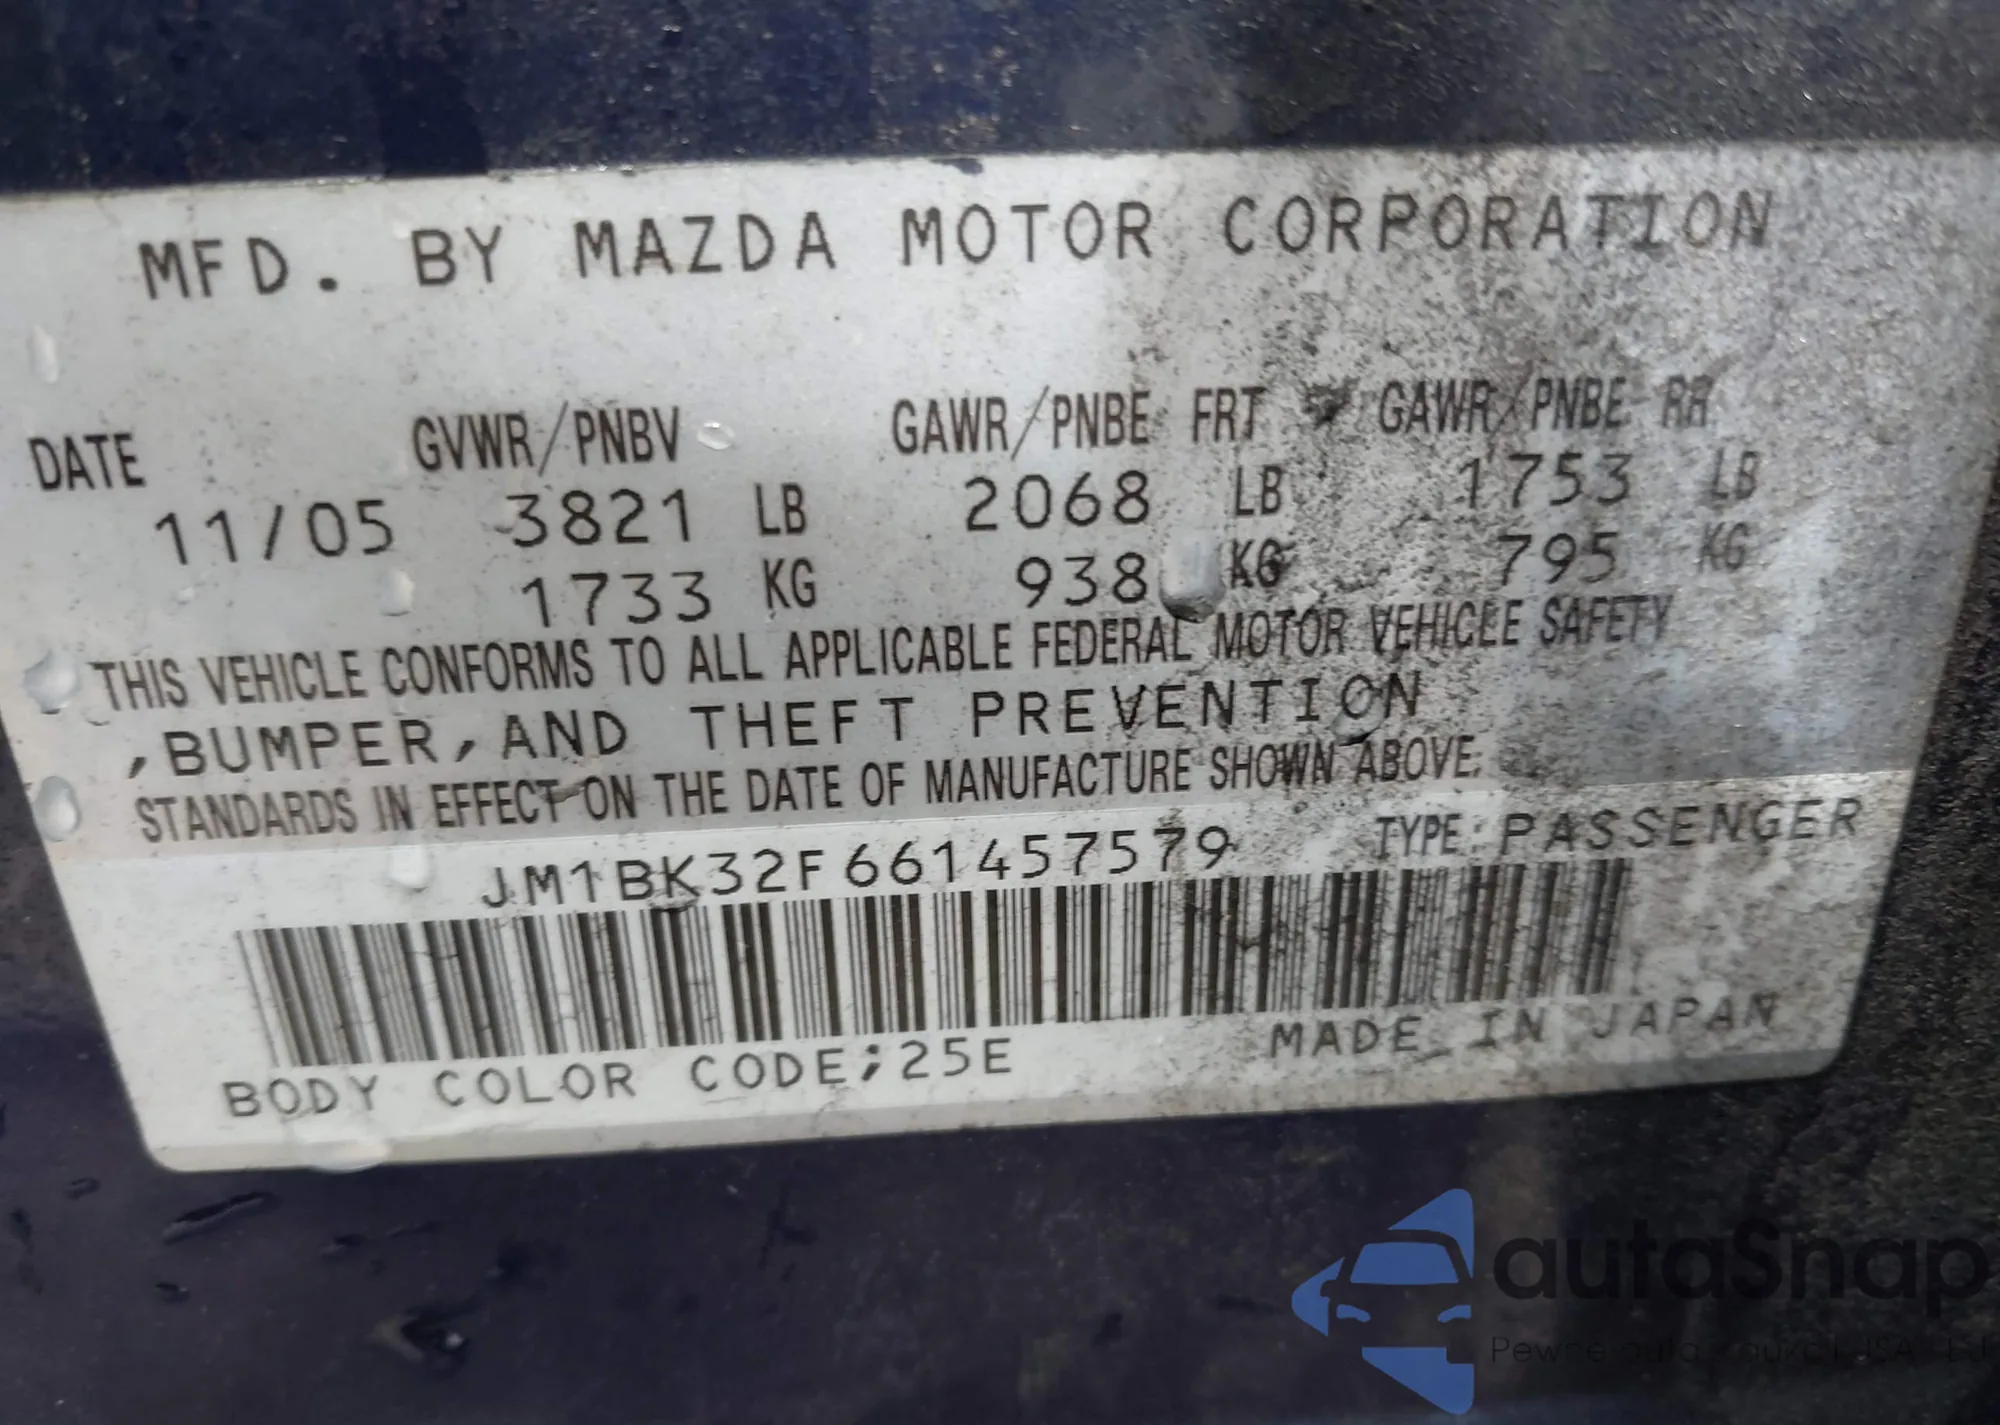 MFD. BY MAZDA MOTOR CORPORATION
DATE GVWR/PNBV GAWR/PNBE FRT GAWR/PNBE RR
11/05 3821 LB 2068 LB 1753 LB
1733 KG 938 KG 795 KG
THIS VEHICLE CONFORMS TO ALL APPLICABLE FEDERAL MOTOR VEHICLE SAFETY
,BUMPER,AND THEFT PREVENTION
STANDARDS IN EFFECT ON THE DATE OF MANUFACTURE SHOWN ABOVE.
JM1BK32F661457579 TYPE: PASSENGER
BODY COLOR CODE;25E MADE IN JAPAN
autaSnap
Pewne auta